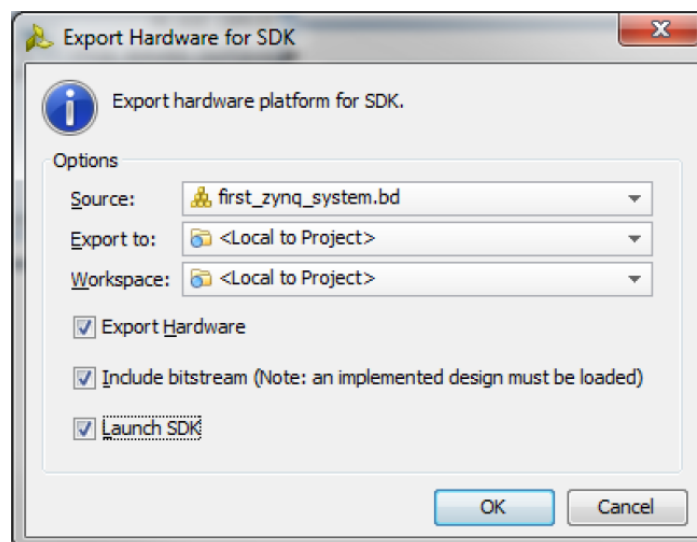 Export Hardware for SDK
Export hardware platform for SDK.
Options
Source: first_zynq_system.bd
Export to: <Local to Project>
Workspace: <Local to Project>
Export Hardware
Include bitstream (Note: an implemented design must be loaded)
Launch SDK
OK Cancel